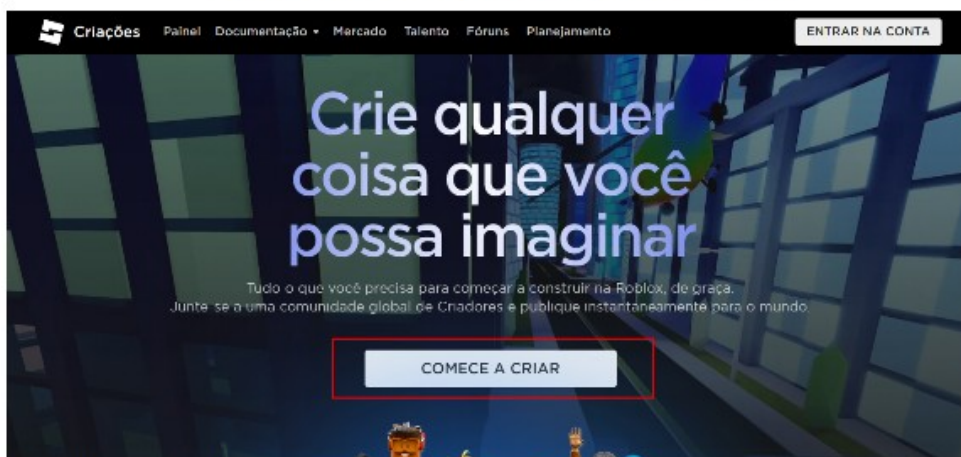 Criações Painel Documentação Mercado Talento Fóruns Planejamento ENTRAR NA CONTA
Crie qualquer
coisa que você
possa imaginar
Tudo o que você precisa para começar a construir na Roblox, de graça.
Junte-se a uma comunidade global de Criadores e publique instantaneamente para o mundo.
COMECE A CRIAR